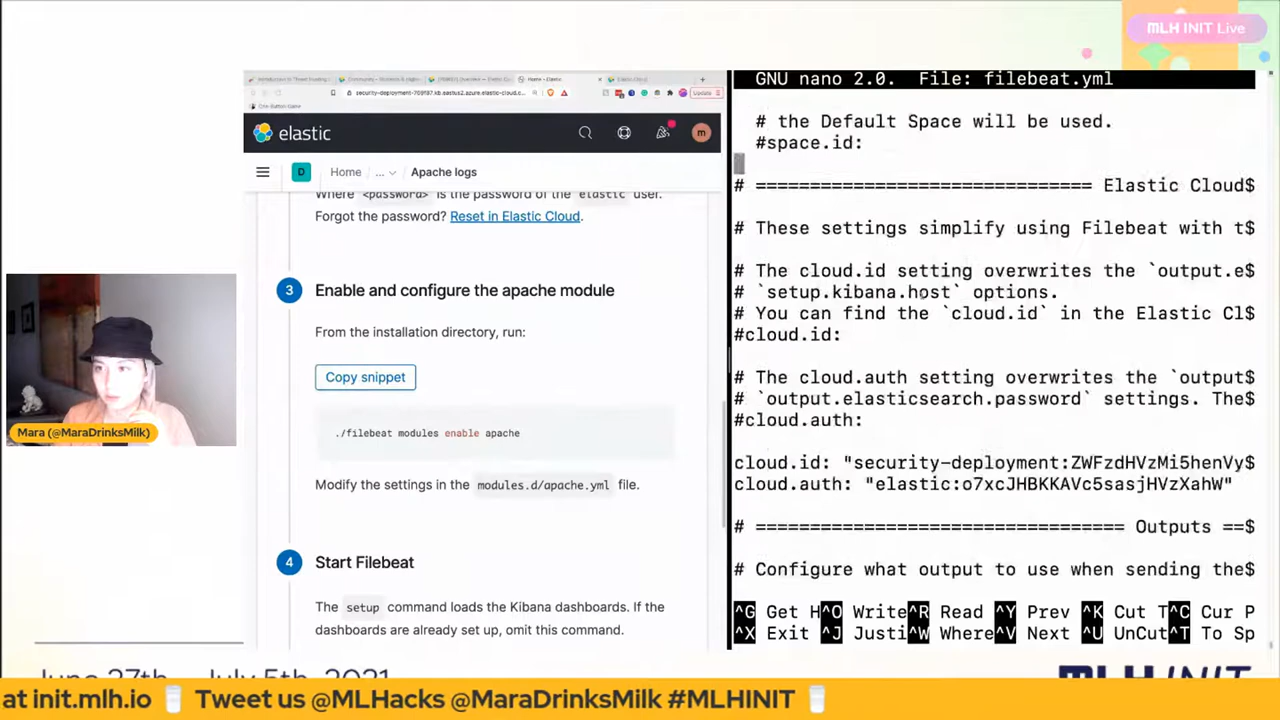 MLH INIT Live
GNU nano 2.0. File: filebeat.yml
elastic
D
m
Home / ... / Apache logs
Where <password> is the password of the elastic user.
Forgot the password? Reset in Elastic Cloud.
3 Enable and configure the apache module
From the installation directory, run:
Copy snippet
./filebeat modules enable apache
Modify the settings in the modules.d/apache.yml file.
4 Start Filebeat
The setup command loads the Kibana dashboards. If the
dashboards are already set up, omit this command.
# the Default Space will be used.
#space.id:
# =============================== Elastic Cloud$
# These settings simplify using Filebeat with t$
# The cloud.id setting overwrites the `output.e$
# `setup.kibana.host` options.
# You can find the `cloud.id` in the Elastic Cl$
#cloud.id:
# The cloud.auth setting overwrites the `output$
# `output.elasticsearch.password` settings. The$
#cloud.auth:
cloud.id: "security-deployment:ZWFzdHVzMi5henVy$
cloud.auth: "elastic:o7xcJHBKKAVc5sasjHVzXahW"
# ================================== Outputs ==$
# Configure what output to use when sending the$
^G Get H^O Write^R Read ^Y Prev ^K Cut T^C Cur P
^X Exit ^J Justi^W Where^V Next ^U UnCut^T To Sp
Mara (@MaraDrinksMilk)
June 27th - July 5th, 2021
MLH INIT
at init.mlh.io 🥛 Tweet us @MLHacks @MaraDrinksMilk #MLHINIT 🥛